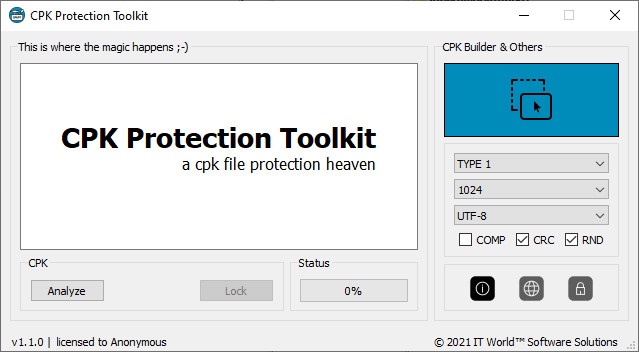 CPK Protection Toolkit
This is where the magic happens ;-)
CPK Protection Toolkit
a cpk file protection heaven
CPK
Analyze
Lock
Status
0%
CPK Builder & Others
TYPE 1
1024
UTF-8
COMP
CRC
RND
v1.1.0 | licensed to Anonymous
© 2021 IT World™ Software Solutions